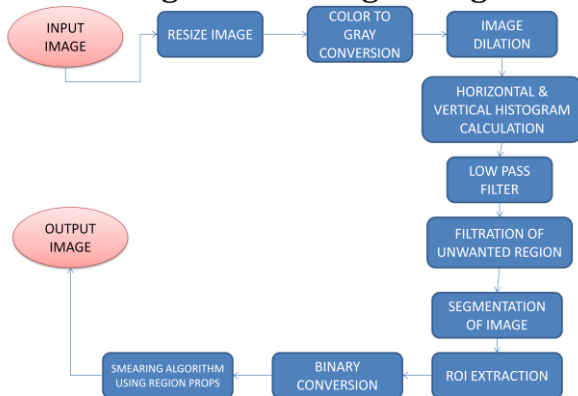 INPUT
IMAGE
RESIZE IMAGE
COLOR TO
GRAY
CONVERSION
IMAGE
DILATION
HORIZONTAL &
VERTICAL HISTOGRAM
CALCULATION
LOW PASS
FILTER
FILTRATION OF
UNWANTED REGION
SEGMENTATION
OF IMAGE
ROI EXTRACTION
BINARY
CONVERSION
SMEARING ALGORITHM
USING REGION PROPS
OUTPUT
IMAGE